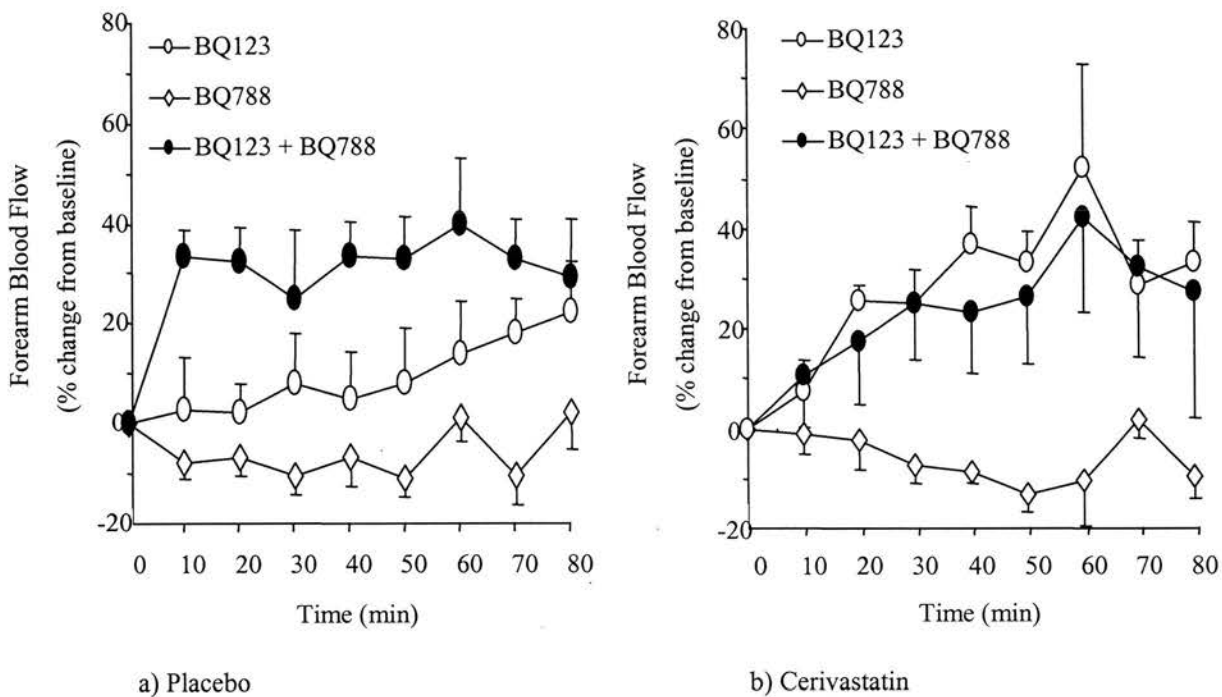 80
60
40
20
0
-20
Forearm Blood Flow
(% change from baseline)
BQ123
BQ788
BQ123 + BQ788
0 10 20 30 40 50 60 70 80
Time (min)
a) Placebo
80
60
40
20
0
-20
Forearm Blood Flow
(% change from baseline)
BQ123
BQ788
BQ123 + BQ788
0 10 20 30 40 50 60 70 80
Time (min)
b) Cerivastatin